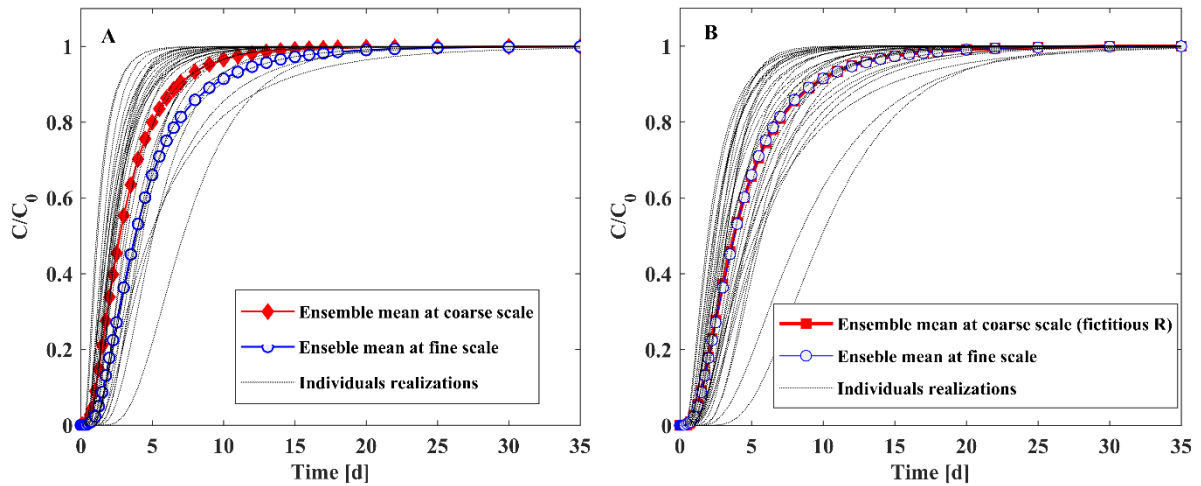 A
C/C0
1
0.8
0.6
0.4
0.2
0
Ensemble mean at coarse scale
Enseble mean at fine scale
Individuals realizations
0 5 10 15 20 25 30 35
Time [d]
B
C/C0
1
0.8
0.6
0.4
0.2
0
Ensemble mean at coarse scale (fictitious R)
Enseble mean at fine scale
Individuals realizations
0 5 10 15 20 25 30 35
Time [d]